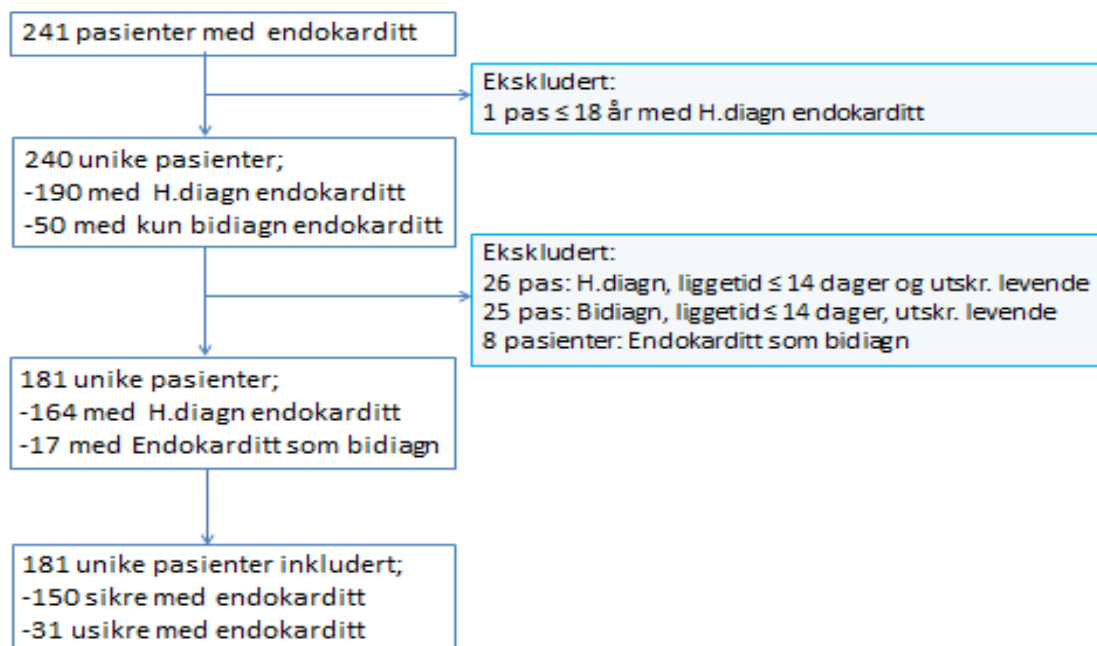 241 pasienter med endokarditt
Ekskludert:
1 pas ≤ 18 år med H.diagn endokarditt
240 unike pasienter;
-190 med H.diagn endokarditt
-50 med kun bidiagn endokarditt
Ekskludert:
26 pas: H.diagn, liggetid ≤ 14 dager og utskr. levende
25 pas: Bidiagn, liggetid ≤ 14 dager, utskr. levende
8 pasienter: Endokarditt som bidiagn
181 unike pasienter;
-164 med H.diagn endokarditt
-17 med Endokarditt som bidiagn
181 unike pasienter inkludert;
-150 sikre med endokarditt
-31 usikre med endokarditt